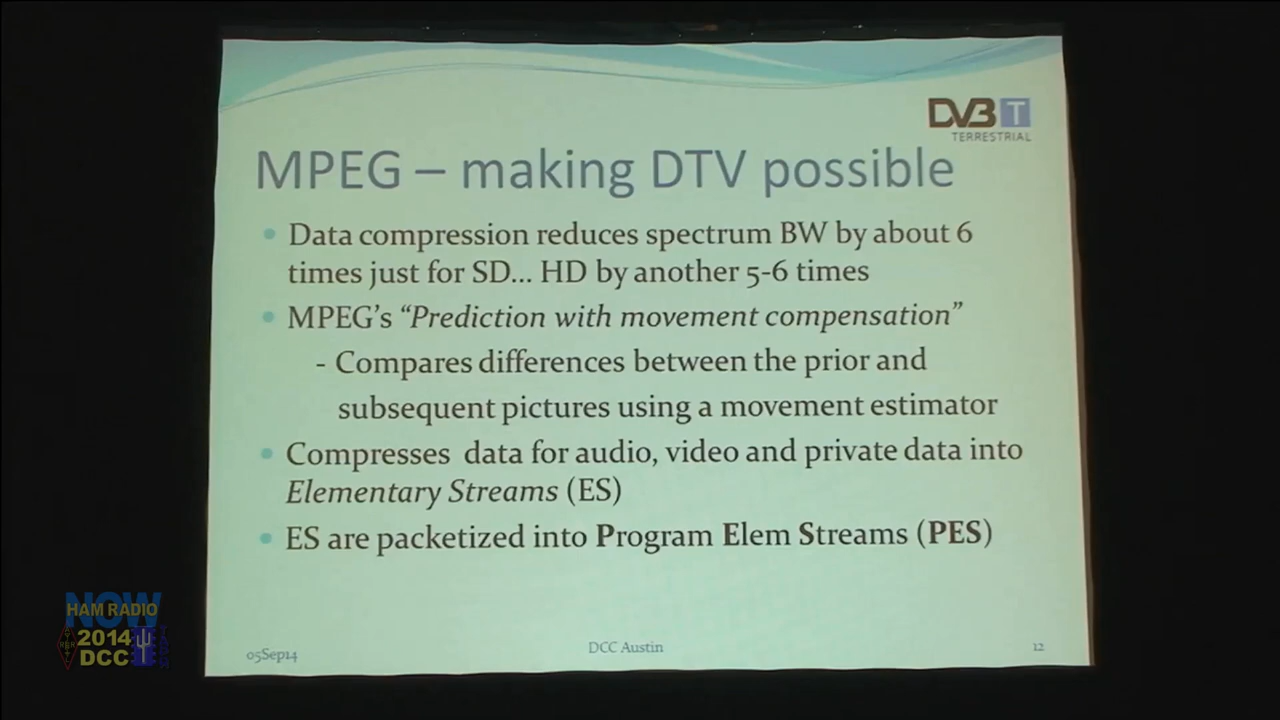 DVB T
TERRESTRIAL
MPEG – making DTV possible
• Data compression reduces spectrum BW by about 6
times just for SD... HD by another 5-6 times
• MPEG's “Prediction with movement compensation”
- Compares differences between the prior and
subsequent pictures using a movement estimator
• Compresses data for audio, video and private data into
Elementary Streams (ES)
• ES are packetized into Program Elem Streams (PES)
05Sep14
DCC Austin
12
NOW
HAM RADIO
2014
DCC